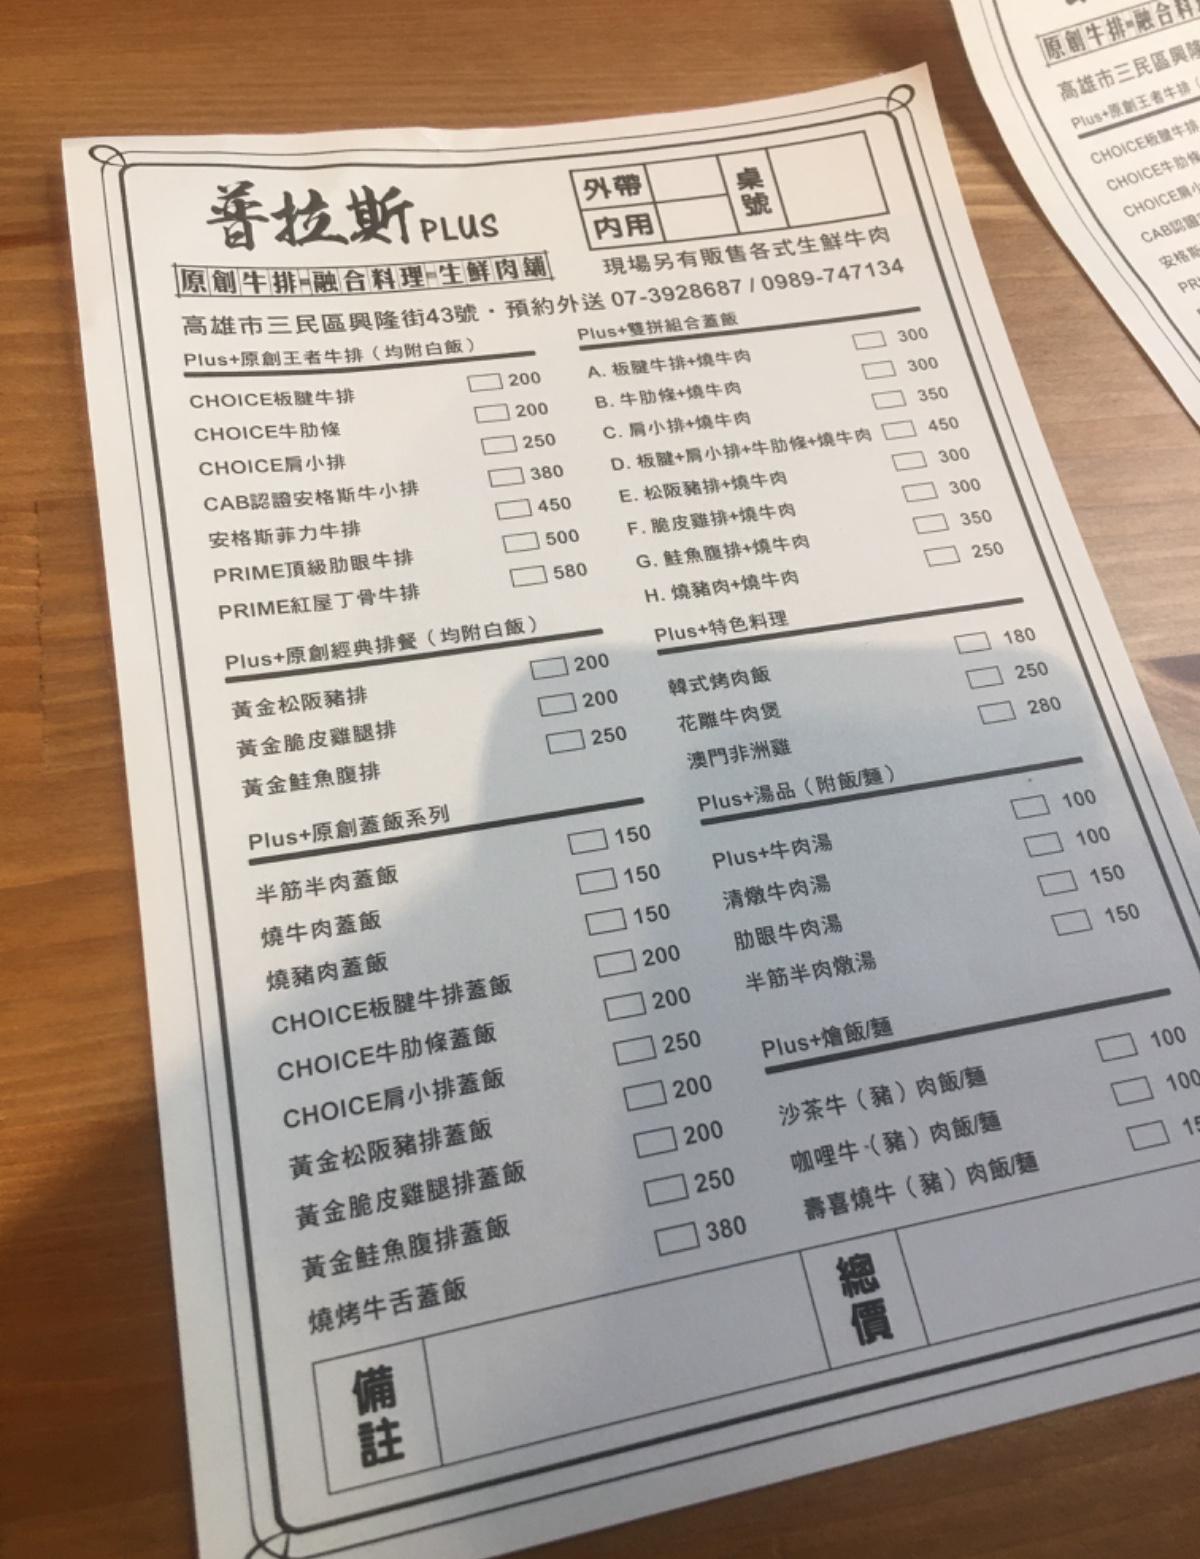 普拉斯PLUS
外帶
內用
桌號
原創牛排=融合料理=生鮮肉舖
現場另有販售各式生鮮牛肉
高雄市三民區興隆街43號・預約外送 07-3928687 / 0989-747134
Plus+原創王者牛排（均附白飯）
CHOICE板腱牛排 200
CHOICE牛肋條 200
CHOICE肩小排 250
CAB認證安格斯牛小排 380
安格斯菲力牛排 450
PRIME頂級肋眼牛排 500
PRIME紅屋丁骨牛排 580
Plus+原創經典排餐（均附白飯）
黃金松阪豬排 200
黃金脆皮雞腿排 200
黃金鮭魚腹排 250
Plus+原創蓋飯系列
半筋半肉蓋飯 150
燒牛肉蓋飯 150
燒豬肉蓋飯 150
CHOICE板腱牛排蓋飯 200
CHOICE牛肋條蓋飯 200
CHOICE肩小排蓋飯 250
黃金松阪豬排蓋飯 200
黃金脆皮雞腿排蓋飯 200
黃金鮭魚腹排蓋飯 250
燒烤牛舌蓋飯 380
Plus+雙拼組合蓋飯
A. 板腱牛排+燒牛肉 300
B. 牛肋條+燒牛肉 300
C. 肩小排+燒牛肉 350
D. 板腱+肩小排+牛肋條+燒牛肉 450
E. 松阪豬排+燒牛肉 300
F. 脆皮雞排+燒牛肉 300
G. 鮭魚腹排+燒牛肉 350
H. 燒豬肉+燒牛肉 250
Plus+特色料理
韓式烤肉飯 180
花雕牛肉煲 250
澳門非洲雞 280
Plus+湯品（附飯/麵）
Plus+牛肉湯 100
清燉牛肉湯 100
肋眼牛肉湯 150
半筋半肉燉湯 150
Plus+燴飯/麵
沙茶牛（豬）肉飯/麵 100
咖哩牛（豬）肉飯/麵 100
壽喜燒牛（豬）肉飯/麵
備註
總價
原創牛排=融合料
高雄市三民區興隆
Plus+原創王者牛排
CHOICE板腱牛排
CHOICE牛肋條
CHOICE肩小
CAB認證
安格斯
PR